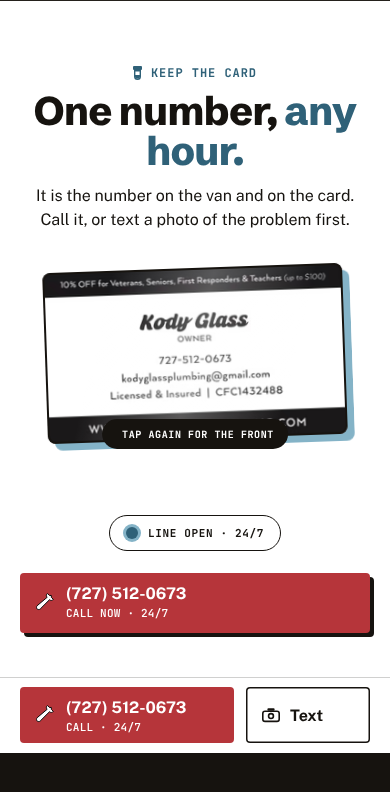 KEEP THE CARD
One number, any
hour.
It is the number on the van and on the card.
Call it, or text a photo of the problem first.
10% OFF for Veterans, Seniors, First Responders & Teachers (up to $100)
Kody Glass
OWNER
727-512-0673
kodyglassplumbing@gmail.com
Licensed & Insured | CFC1432488
TAP AGAIN FOR THE FRONT
LINE OPEN · 24/7
(727) 512-0673
CALL NOW · 24/7
(727) 512-0673
CALL · 24/7
Text